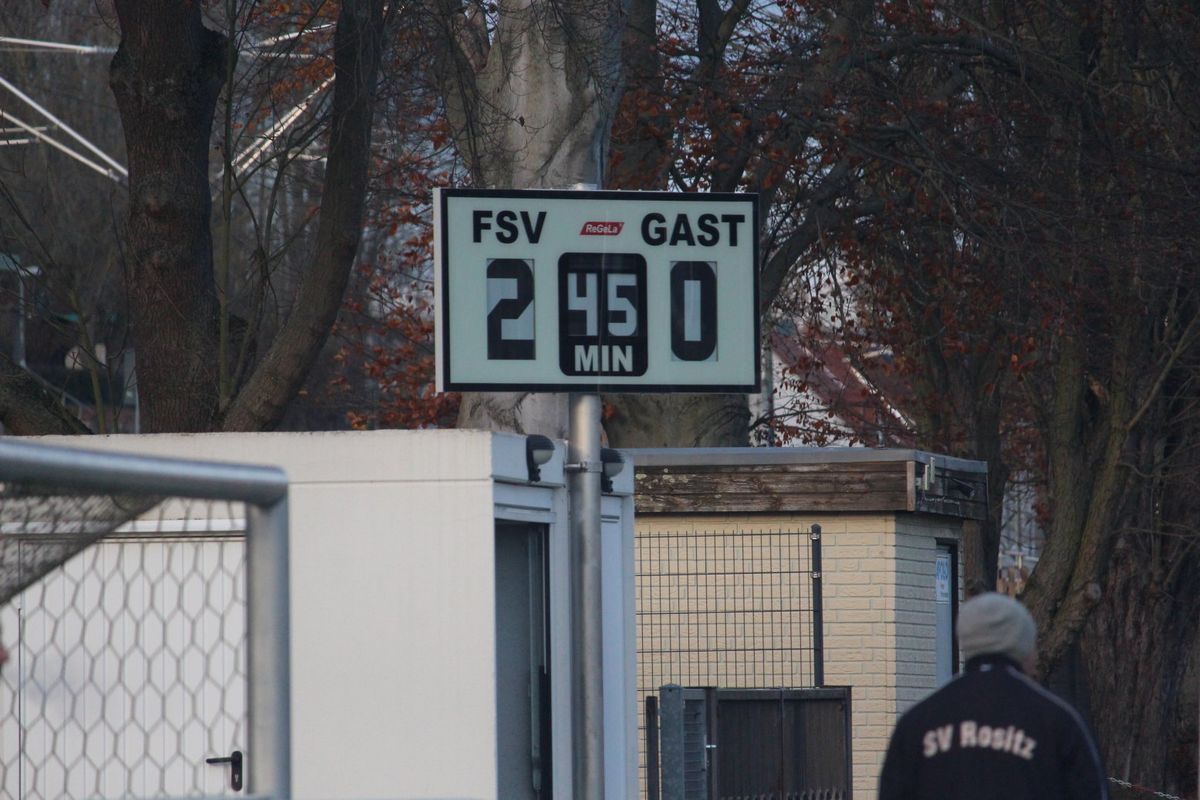 FSV ReGeLa GAST
2 45 0
MIN
SV Rositz